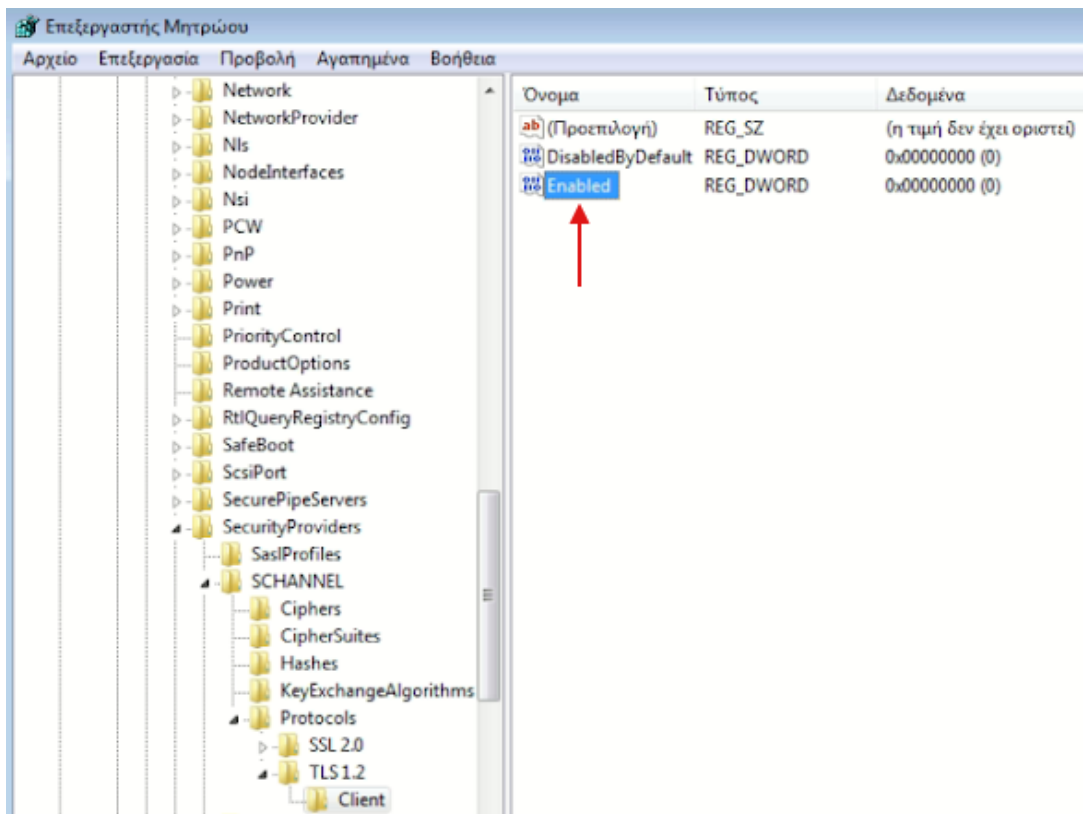 Επεξεργαστής Μητρώου
Αρχείο Επεξεργασία Προβολή Αγαπημένα Βοήθεια
Network
NetworkProvider
Nls
NodeInterfaces
Nsi
PCW
PnP
Power
Print
PriorityControl
ProductOptions
Remote Assistance
RtlQueryRegistryConfig
SafeBoot
ScsiPort
SecurePipeServers
SecurityProviders
SaslProfiles
SCHANNEL
Ciphers
CipherSuites
Hashes
KeyExchangeAlgorithms
Protocols
SSL 2.0
TLS 1.2
Client
Όνομα Τύπος Δεδομένα
(Προεπιλογή) REG_SZ (η τιμή δεν έχει οριστεί)
DisabledByDefault REG_DWORD 0x00000000 (0)
Enabled REG_DWORD 0x00000000 (0)